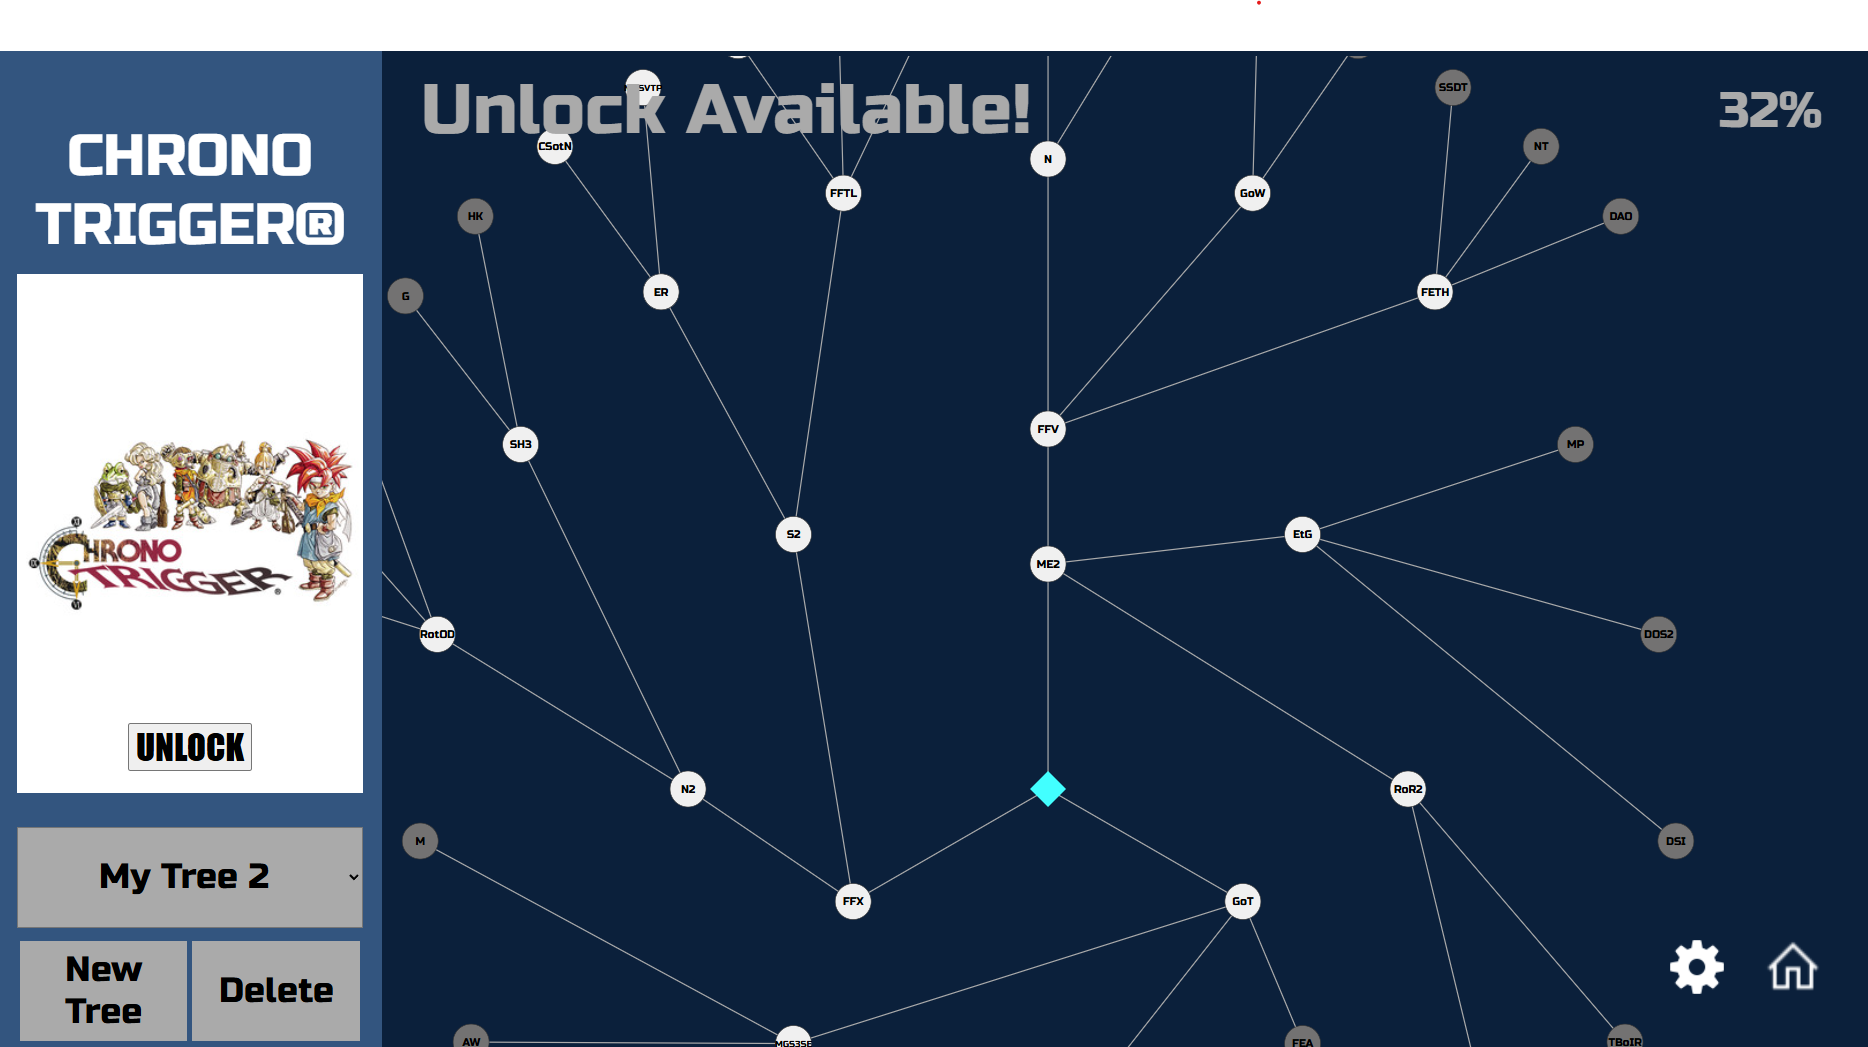 CHRONO
TRIGGER®
CHRONO
TRIGGER
UNLOCK
My Tree 2
New
Tree
Delete
Unlock Available!
32%
SSDT
CSotN
N
NT
FFTL
GoW
HK
DAO
G
ER
FETH
FFV
SH3
MP
S2
EtG
ME2
RotOD
DOS2
N2
RoR2
M
DSI
FFX
GoT
AW
FEA
TBoIR